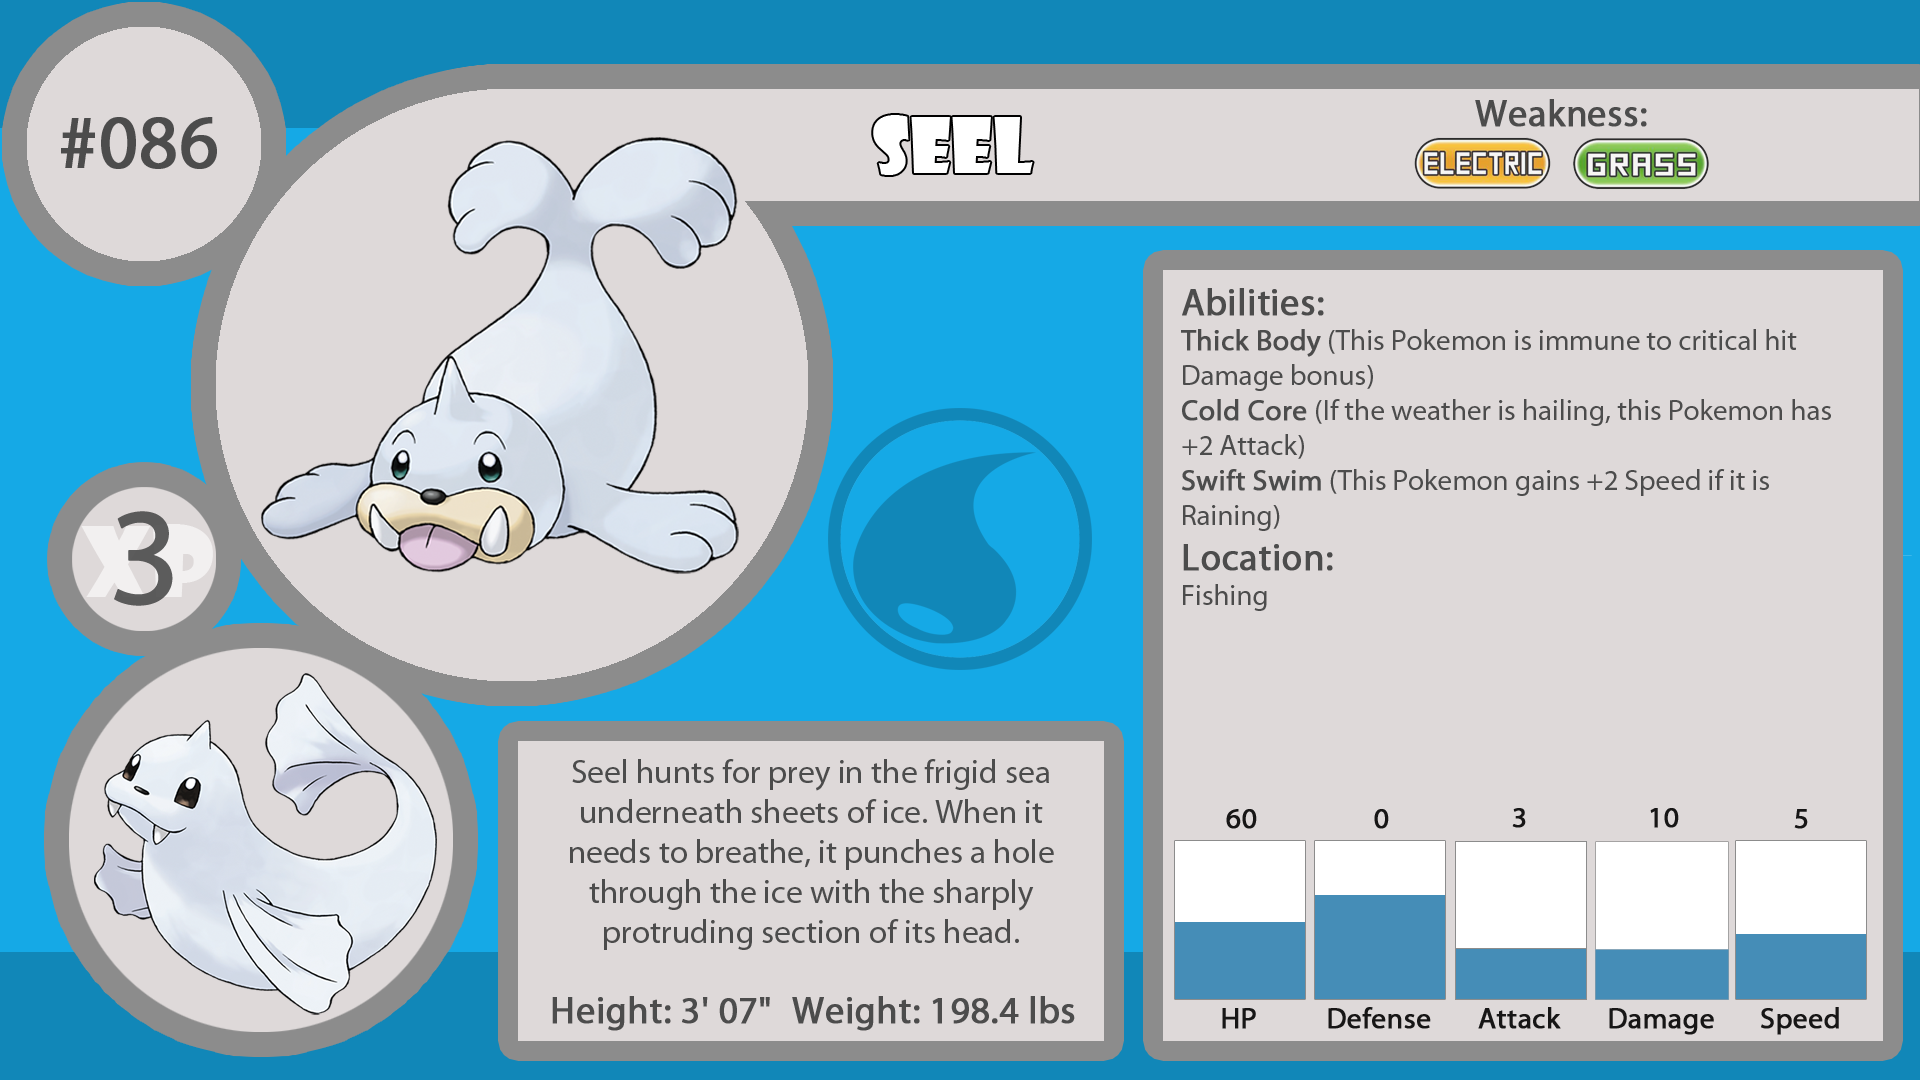 #086
SEEL
Weakness:
ELECTRIC GRASS
Abilities:
Thick Body (This Pokemon is immune to critical hit
Damage bonus)
Cold Core (If the weather is hailing, this Pokemon has
+2 Attack)
Swift Swim (This Pokemon gains +2 Speed if it is
Raining)
Location:
Fishing
XP
3
Seel hunts for prey in the frigid sea
underneath sheets of ice. When it
needs to breathe, it punches a hole
through the ice with the sharply
protruding section of its head.
Height: 3' 07" Weight: 198.4 lbs
60 0 3 10 5
HP Defense Attack Damage Speed